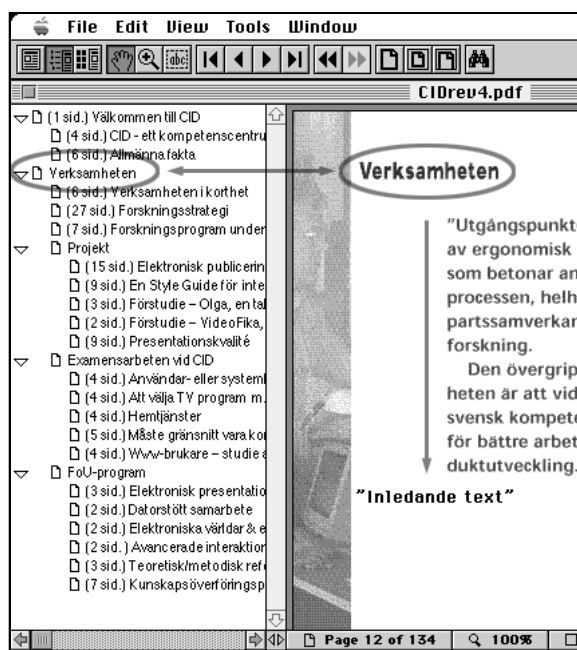 File Edit View Tools Window
abc
CIDrev4.pdf
(1 sid.) Välkommen till CID
(4 sid.) CID - ett kompetenscentru
(6 sid.) Allmänna fakta
Verksamheten
(6 sid.) Verksamheten i korthet
(27 sid.) Forskningsstrategi
(7 sid.) Forskningsprogram under
Projekt
(15 sid.) Elektronisk publicerin
(9 sid.) En Style Guide för inte
(3 sid.) Förstudie – Olga, en tal
(2 sid.) Förstudie – VideoFika,
(9 sid.) Presentationskvalité
Examensarbeten vid CID
(4 sid.) Användar- eller systeml
(4 sid.) Att välja TV program m.
(4 sid.) Hemtjänster
(5 sid.) Måste gränsnitt vara kor
(4 sid.) Www-brukare – studie a
FoU-program
(3 sid.) Elektronisk presentatio
(2 sid.) Datorstött samarbete
(2 sid.) Elektroniska världar & e
(2 sid.) Avancerade interaktion
(3 sid.) Teoretisk/metodisk refe
(7 sid.) Kunskapsöverföringsp
Verksamheten
"Utgångspunkte
av ergonomisk
som betonar an
processen, helh
partssamverkan
forskning.
Den övergrip
heten är att vid
svensk kompete
för bättre arbet
duktutveckling.
"Inledande text"
Page 12 of 134 100%